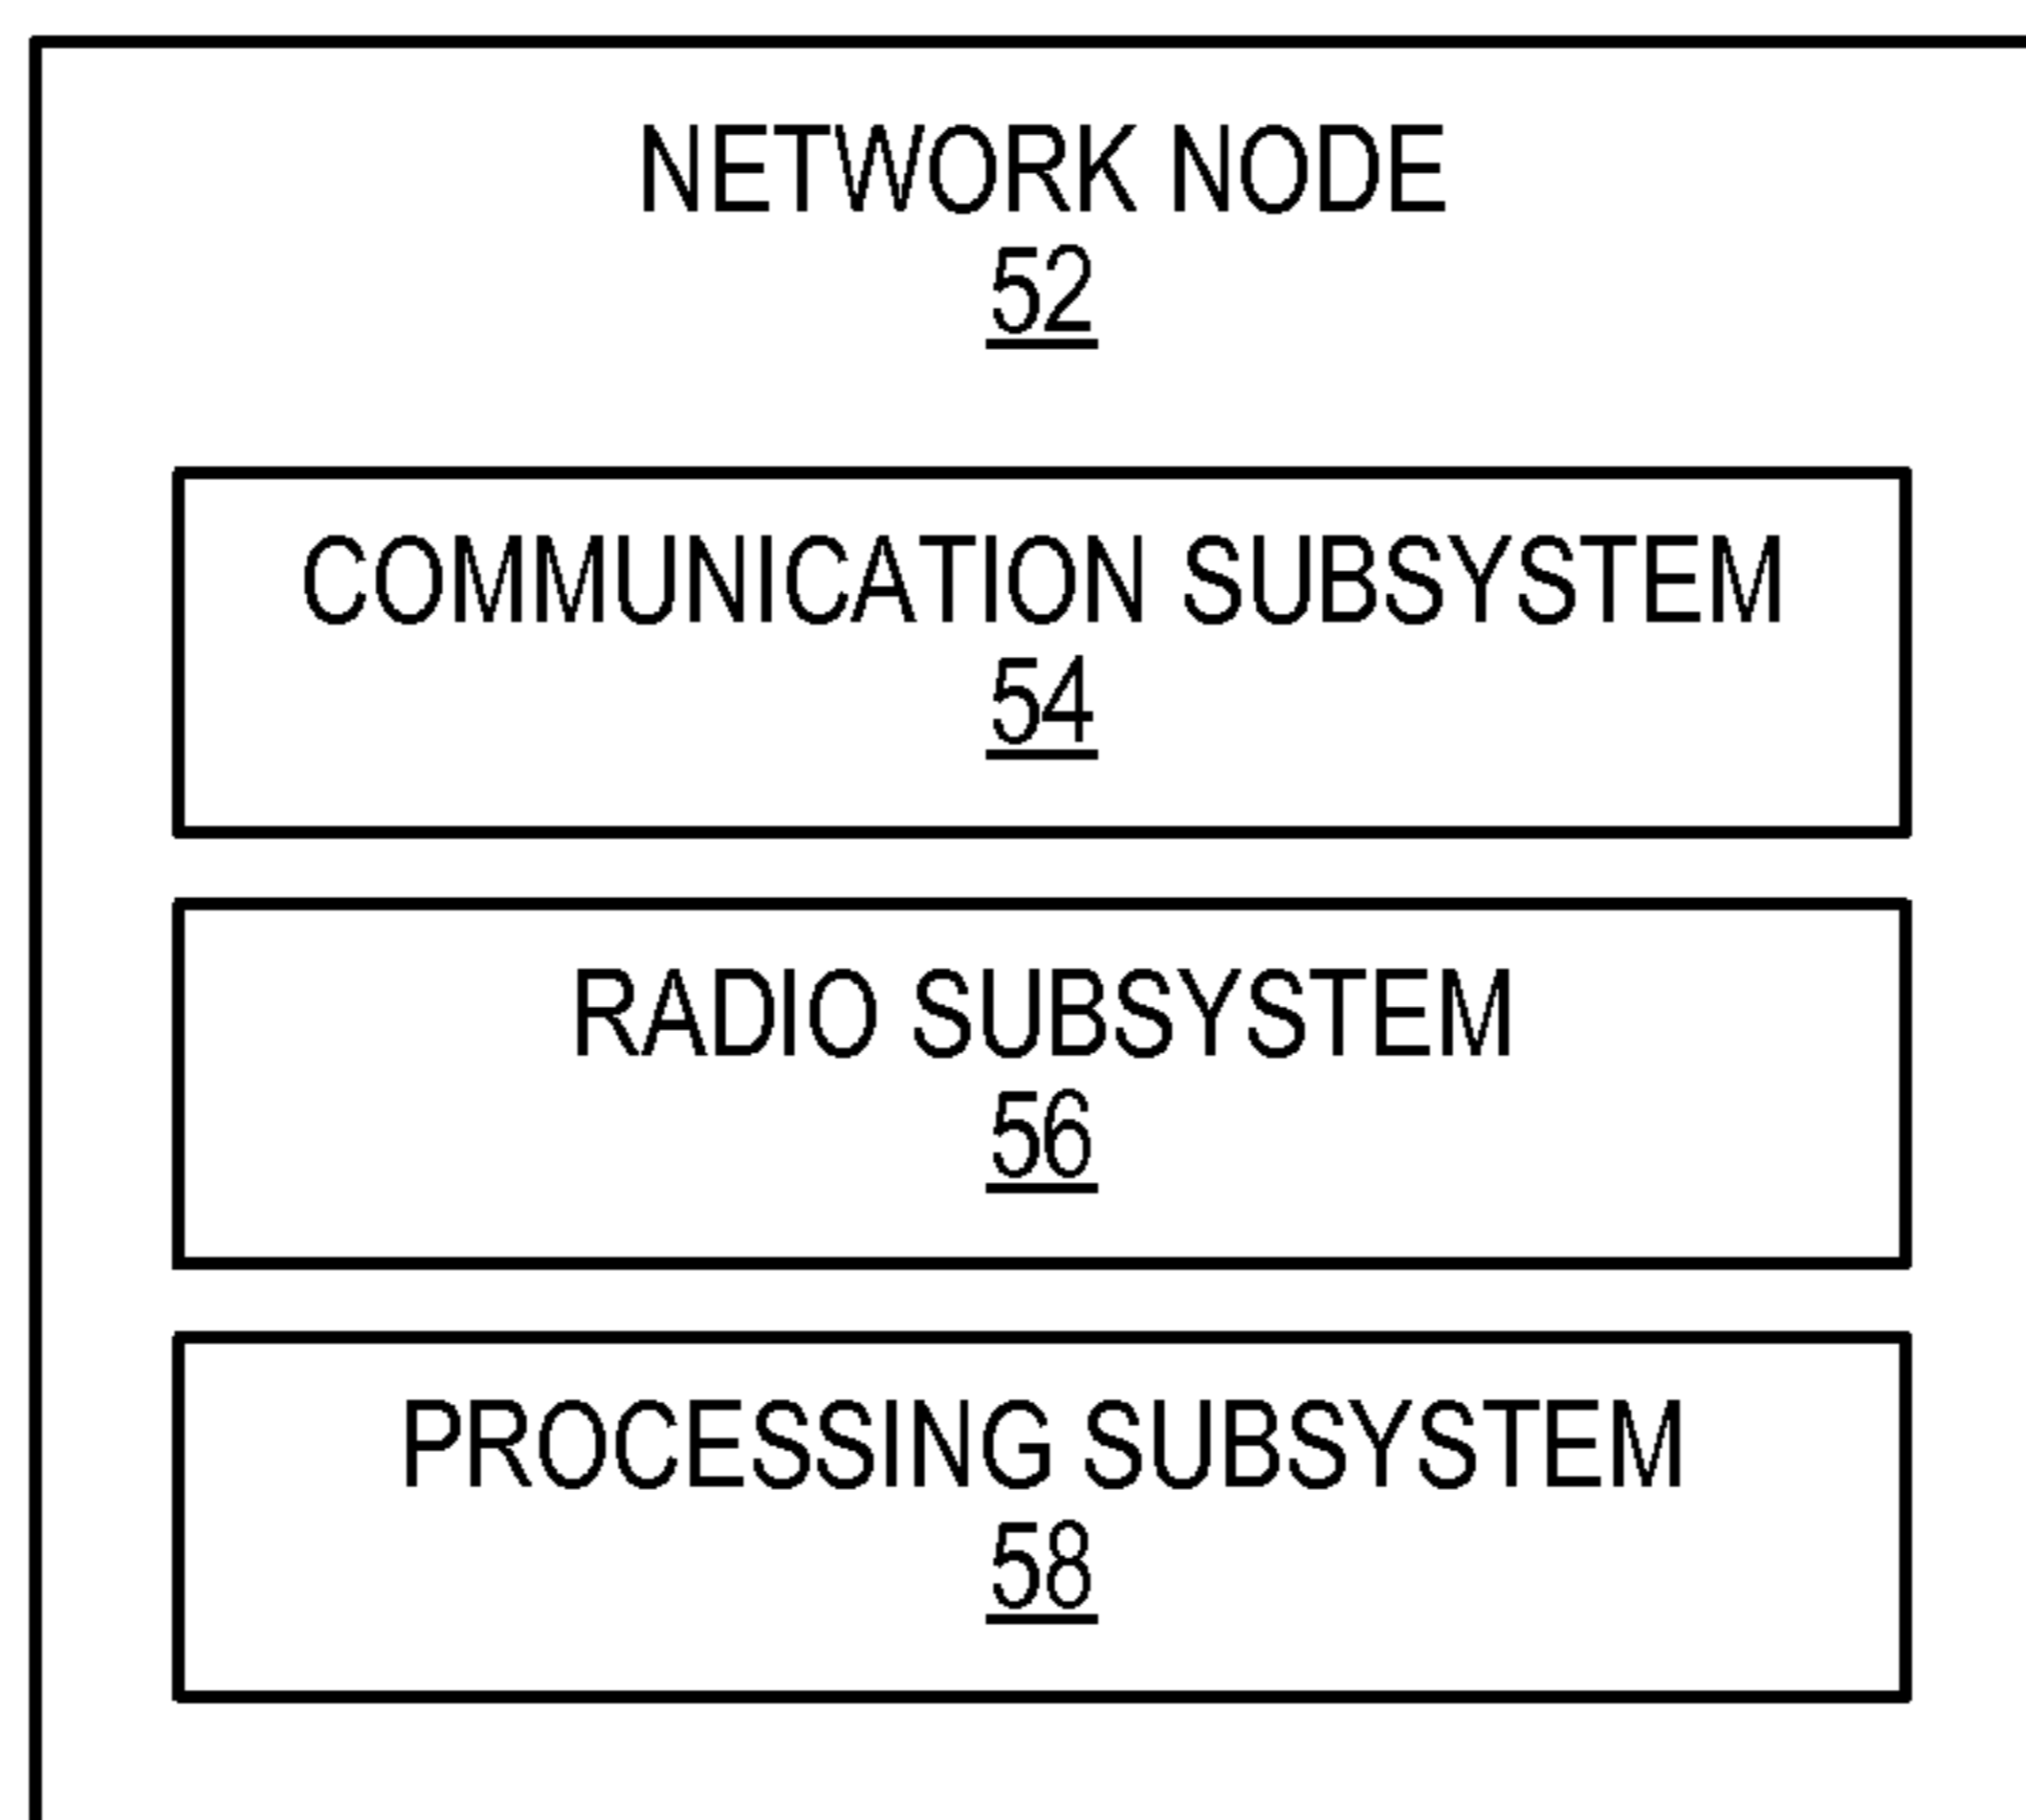 NETWORK NODE
52
COMMUNICATION SUBSYSTEM
54
RADIO SUBSYSTEM
56
PROCESSING SUBSYSTEM
58